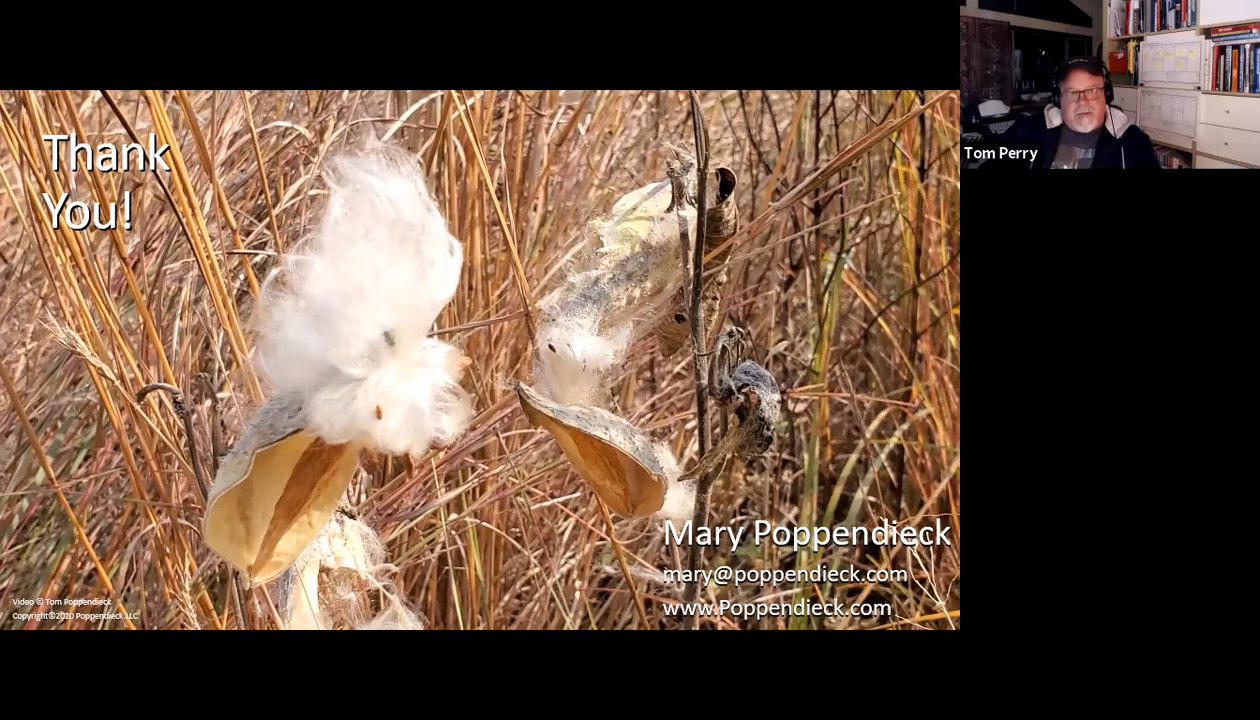 Thank
You!
Tom Perry
Mary Poppendieck
mary@poppendieck.com
www.Poppendieck.com
Video © Tom Poppendieck
Copyright©2020 Poppendieck.LLC